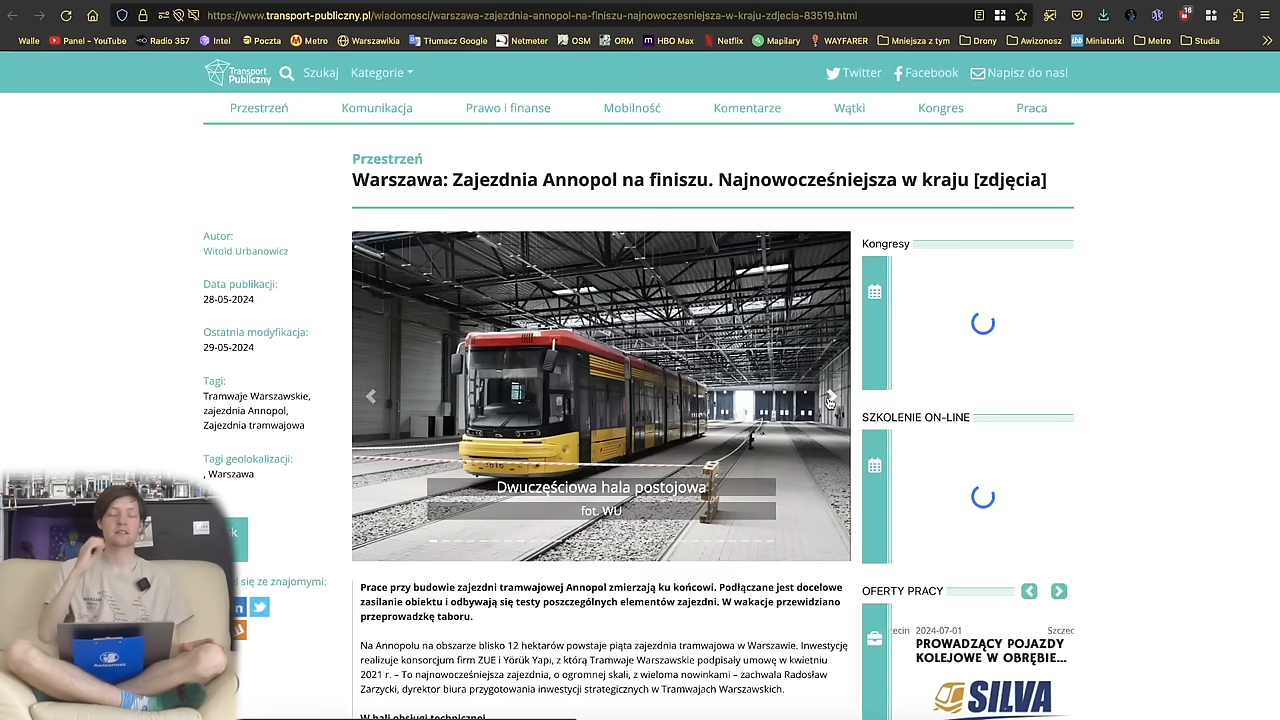 https://www.transport-publiczny.pl/wiadomosci/warszawa-zajezdnia-annopol-na-finiszu-najnowoczesniejsza-w-kraju-zdjecia-83519.html
16
Walle Panel - YouTube Radio 357 Intel Poczta Metro Warszawikia Tłumacz Google Netmeter OSM ORM HBO Max Netflix Mapilary WAYFARER Mniejsza z tym Drony Awizonosz Miniaturki Metro Studia
Transport Publiczny Szukaj Kategorie Twitter Facebook Napisz do nas!
Przestrzeń Komunikacja Prawo i finanse Mobilność Komentarze Wątki Kongres Praca
Przestrzeń
Warszawa: Zajezdnia Annopol na finiszu. Najnowocześniejsza w kraju [zdjęcia]
Autor:
Witold Urbanowicz
Data publikacji:
28-05-2024
Ostatnia modyfikacja:
29-05-2024
Tagi:
Tramwaje Warszawskie,
zajezdnia Annopol,
Zajezdnia tramwajowa
Tagi geolokalizacji:
, Warszawa
się ze znajomymi:
Awizonosz
3616
Dwuczęściowa hala postojowa
fot. WU
Prace przy budowie zajezdni tramwajowej Annopol zmierzają ku końcowi. Podłączane jest docelowe
zasilanie obiektu i odbywają się testy poszczególnych elementów zajezdni. W wakacje przewidziano
przeprowadzkę taboru.
Na Annopolu na obszarze blisko 12 hektarów powstaje piąta zajezdnia tramwajowa w Warszawie. Inwestycję
realizuje konsorcjum firm ZUE i Yörük Yapı, z którą Tramwaje Warszawskie podpisały umowę w kwietniu
2021 r. – To najnowocześniejsza zajezdnia, o ogromnej skali, z wieloma nowinkami – zachwala Radosław
Zarzycki, dyrektor biura przygotowania inwestycji strategicznych w Tramwajach Warszawskich.
W hali obsługi technicznej
Kongresy
SZKOLENIE ON-LINE
OFERTY PRACY
ecin 2024-07-01 Szczec
PROWADZĄCY POJAZDY
KOLEJOWE W OBRĘBIE...
SILVA